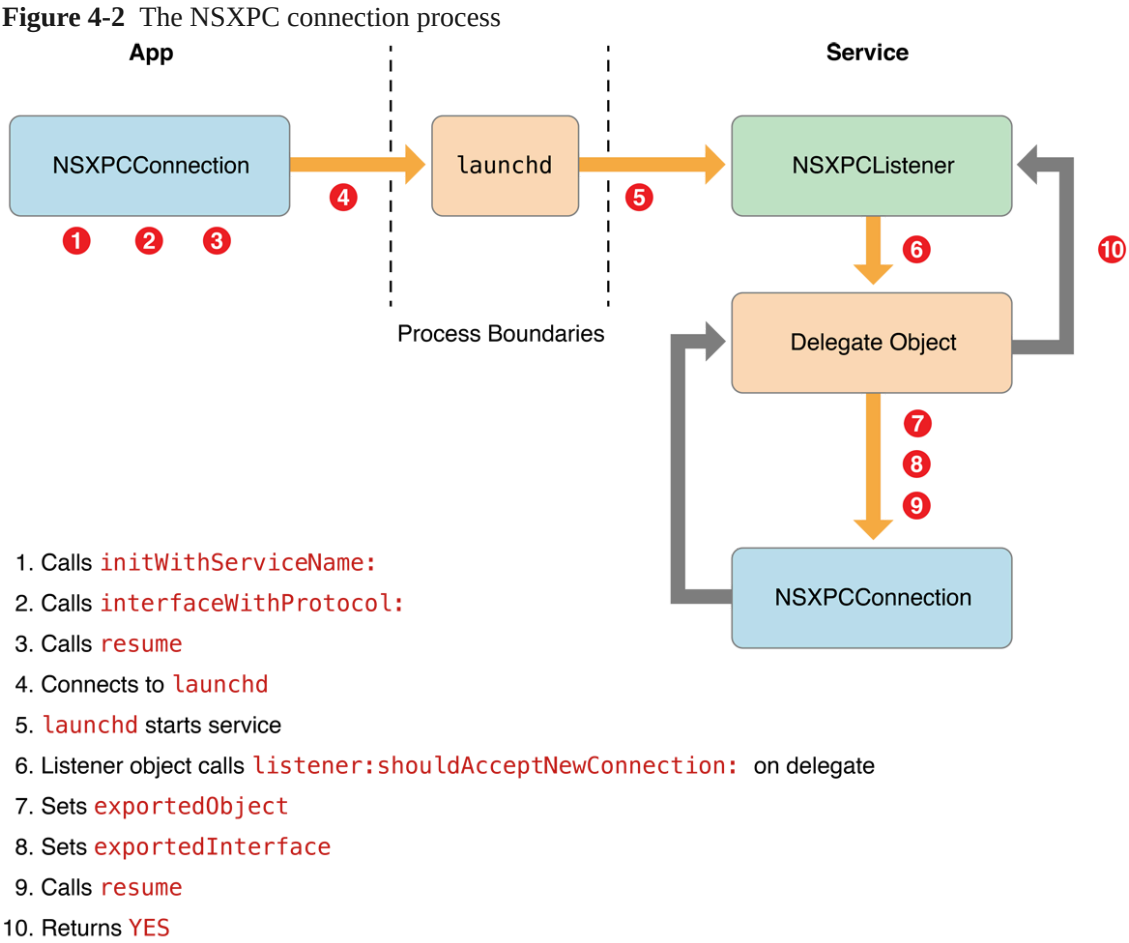 Figure 4-2 The NSXPC connection process
App
Service
NSXPCConnection
launchd
NSXPCListener
4
5
1 2 3
6
10
Process Boundaries
Delegate Object
7
8
9
NSXPCConnection
1. Calls initWithServiceName:
2. Calls interfaceWithProtocol:
3. Calls resume
4. Connects to launchd
5. launchd starts service
6. Listener object calls listener:shouldAcceptNewConnection: on delegate
7. Sets exportedObject
8. Sets exportedInterface
9. Calls resume
10. Returns YES